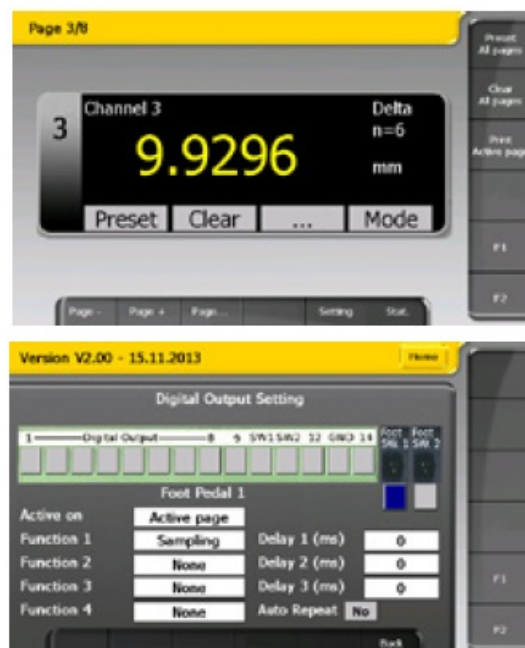 Page 3/8
Preset
All pages
Clear
All pages
Print
Active page
F1
F2
3
Channel 3
Delta
n=6
9.9296
mm
Preset Clear ... Mode
Page - Page + Page... Setting Stat.
Version V2.00 - 15.11.2013
Home
Digital Output Setting
1 Digital Output 8 9 SW1 SW2 12 GND 14
Foot Foot
SW. 1 SW. 2
Foot Pedal 1
Active on Active page
Function 1 Sampling Delay 1 (ms) 0
Function 2 None Delay 2 (ms) 0
Function 3 None Delay 3 (ms) 0
Function 4 None Auto Repeat No
Back
F1
F2